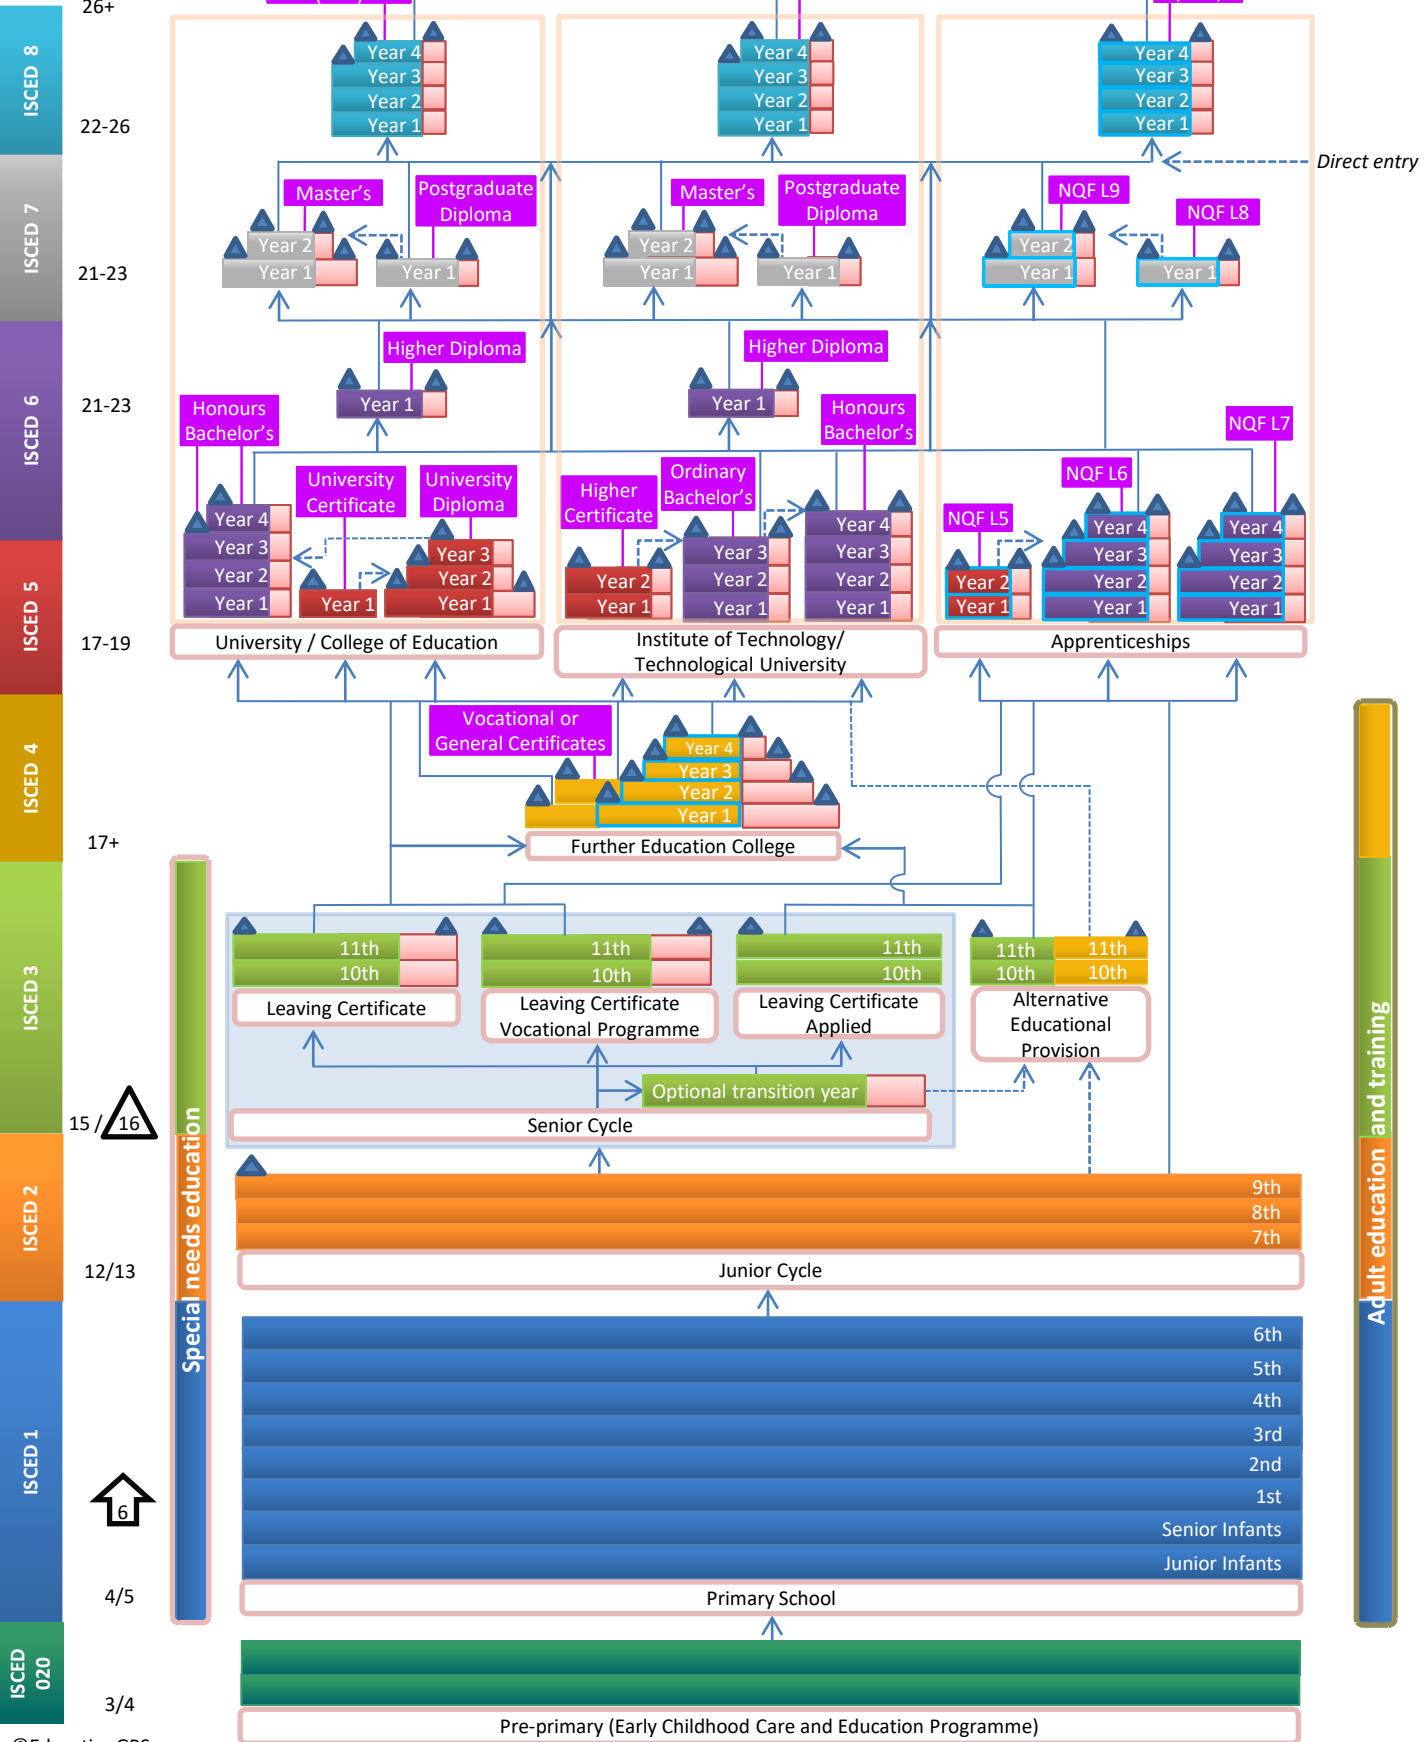 26+
ISCED 8
Year 4
Year 3
Year 2
Year 1
Year 4
Year 3
Year 2
Year 1
Year 4
Year 3
Year 2
Year 1
22-26
Direct entry
ISCED 7
Master's
Postgraduate
Diploma
Master's
Postgraduate
Diploma
NQF L9
NQF L8
Year 2
Year 1
Year 1
Year 2
Year 1
Year 1
Year 2
Year 1
Year 1
21-23
ISCED 6
Higher Diploma
Higher Diploma
Year 1
Year 1
21-23
Honours
Bachelor's
Honours
Bachelor's
NQF L7
University
Certificate
University
Diploma
Higher
Certificate
Ordinary
Bachelor's
NQF L6
NQF L5
Year 4
Year 3
Year 2
Year 1
Year 1
Year 3
Year 2
Year 1
Year 2
Year 1
Year 3
Year 2
Year 1
Year 4
Year 3
Year 2
Year 1
Year 2
Year 1
Year 4
Year 3
Year 2
Year 1
Year 4
Year 3
Year 2
Year 1
ISCED 5
17-19
University / College of Education
Institute of Technology/
Technological University
Apprenticeships
ISCED 4
Vocational or
General Certificates
Year 4
Year 3
Year 2
Year 1
17+
Further Education College
ISCED 3
11th
10th
11th
10th
11th
10th
11th
10th
11th
10th
Leaving Certificate
Leaving Certificate
Vocational Programme
Leaving Certificate
Applied
Alternative
Educational
Provision
Optional transition year
15 / 16
Senior Cycle
Special needs education
Adult education and training
ISCED 2
9th
8th
7th
12/13
Junior Cycle
ISCED 1
6th
5th
4th
3rd
2nd
1st
Senior Infants
Junior Infants
6
4/5
Primary School
ISCED
020
3/4
Pre-primary (Early Childhood Care and Education Programme)